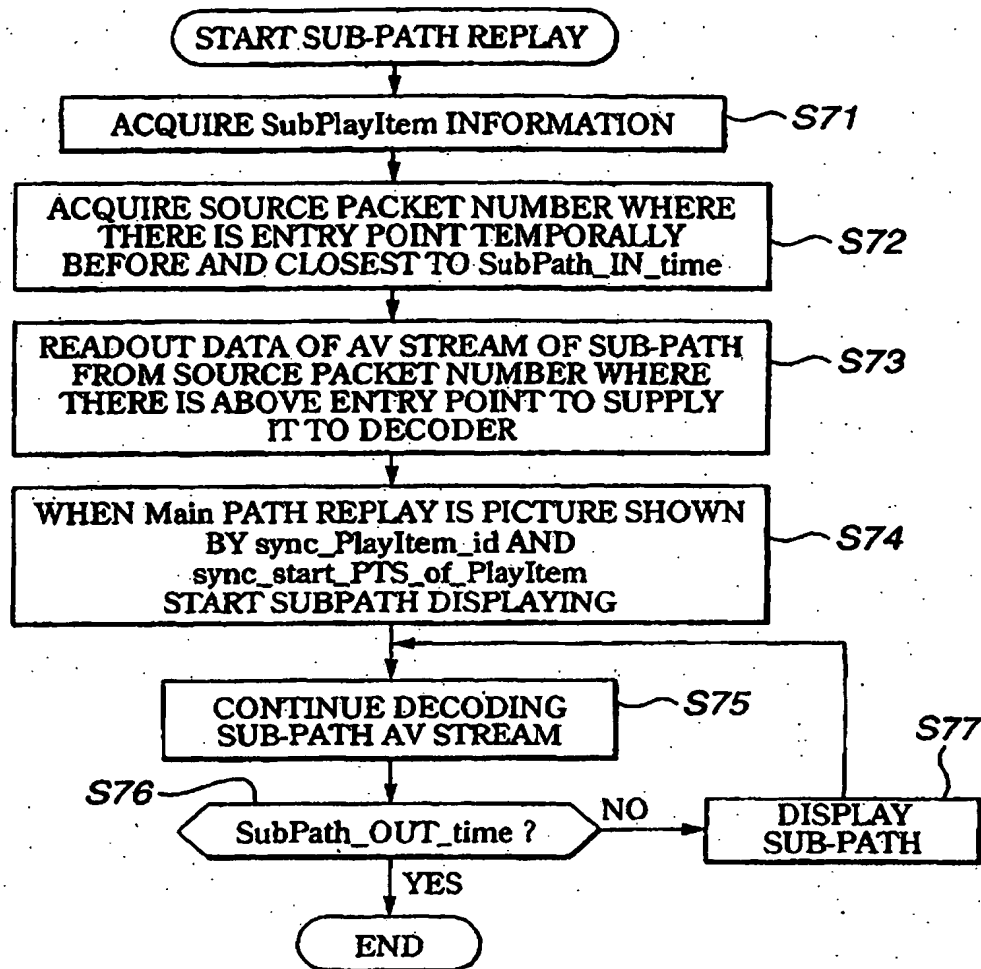 START SUB-PATH REPLAY
ACQUIRE SubPlayItem INFORMATION
S71
ACQUIRE SOURCE PACKET NUMBER WHERE
THERE IS ENTRY POINT TEMPORALLY
BEFORE AND CLOSEST TO SubPath_IN_time
S72
READOUT DATA OF AV STREAM OF SUB-PATH
FROM SOURCE PACKET NUMBER WHERE
THERE IS ABOVE ENTRY POINT TO SUPPLY
IT TO DECODER
S73
WHEN Main PATH REPLAY IS PICTURE SHOWN
BY sync_PlayItem_id AND
sync_start_PTS_of_PlayItem
START SUBPATH DISPLAYING
S74
CONTINUE DECODING
SUB-PATH AV STREAM
S75
S76
SubPath_OUT_time ?
NO
S77
DISPLAY
SUB-PATH
YES
END